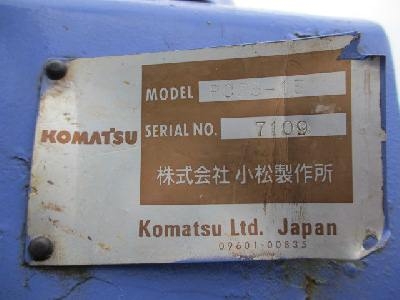 MODEL
KOMATSU
SERIAL NO. 7109
株式会社 小松製作所
Komatsu Ltd. Japan
09601-00835